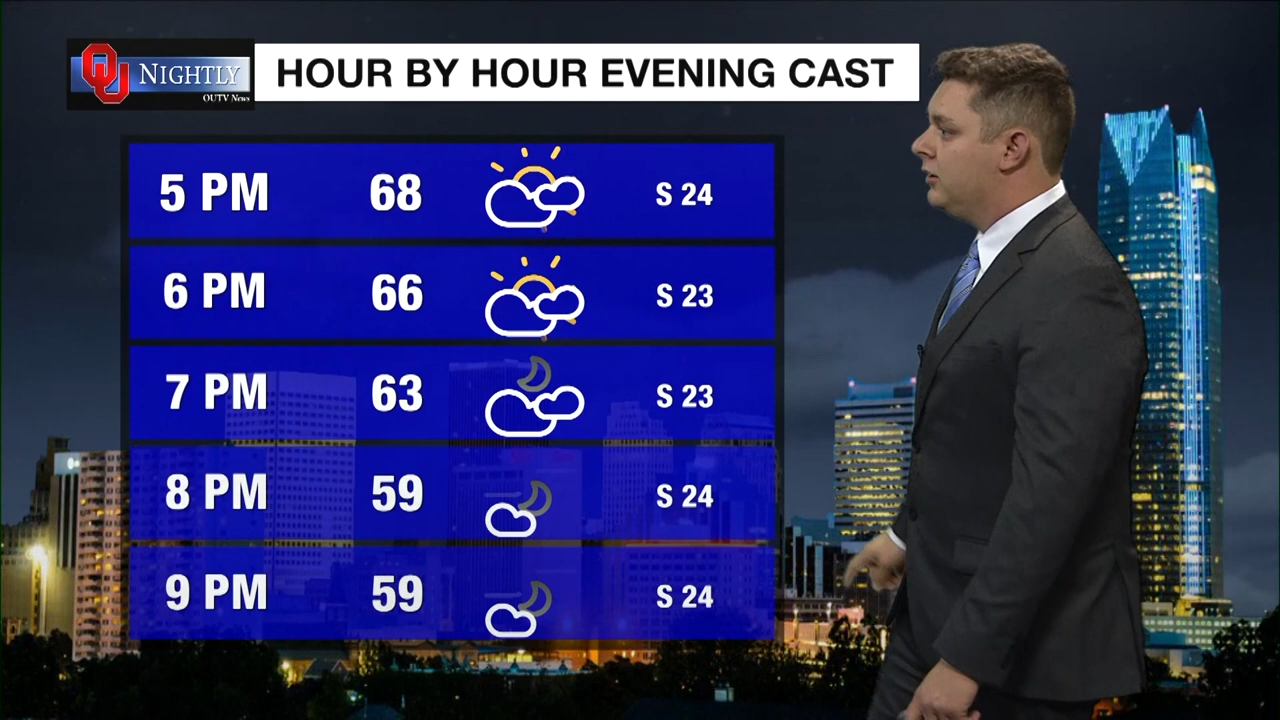 OU NIGHTLY
OUTV News
HOUR BY HOUR EVENING CAST
5 PM 68 S 24
6 PM 66 S 23
7 PM 63 S 23
8 PM 59 S 24
9 PM 59 S 24